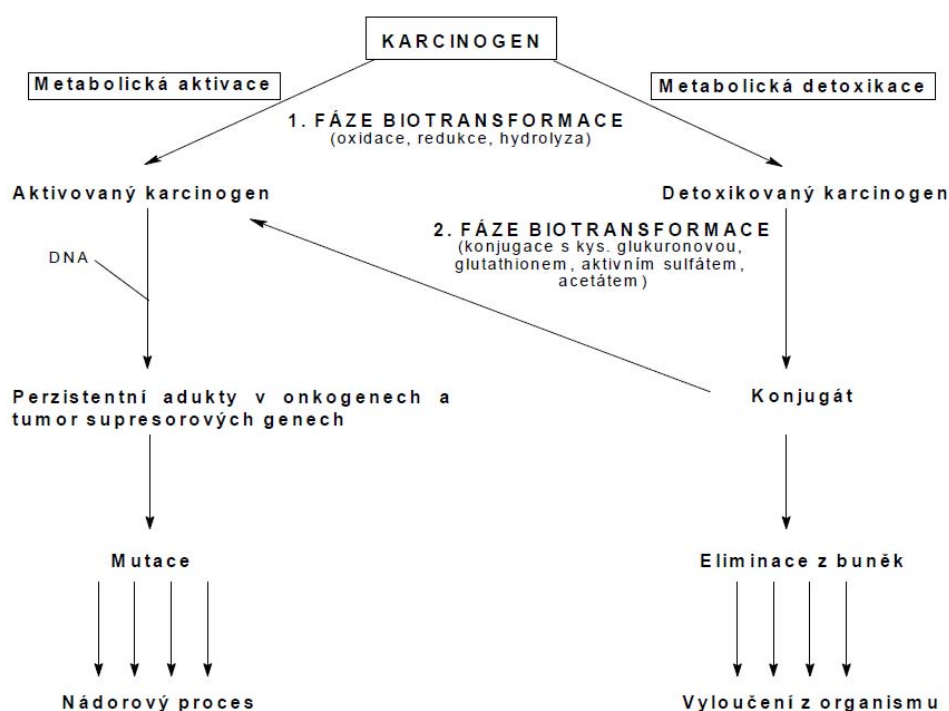 KARCINOGEN
Metabolická aktivace
Metabolická detoxikace
1. FÁZE BIOTRANSFORMACE
(oxidace, redukce, hydrolyza)
Aktivovaný karcinogen
Detoxikovaný karcinogen
2. FÁZE BIOTRANSFORMACE
(konjugace s kys. glukuronovou,
glutathionem, aktivním sulfátem,
acetátem)
DNA
Perzistentní adukty v onkogenech a
tumor supresorových genech
Konjugát
Mutace
Eliminace z buněk
Nádorový proces
Vyloučení z organismu